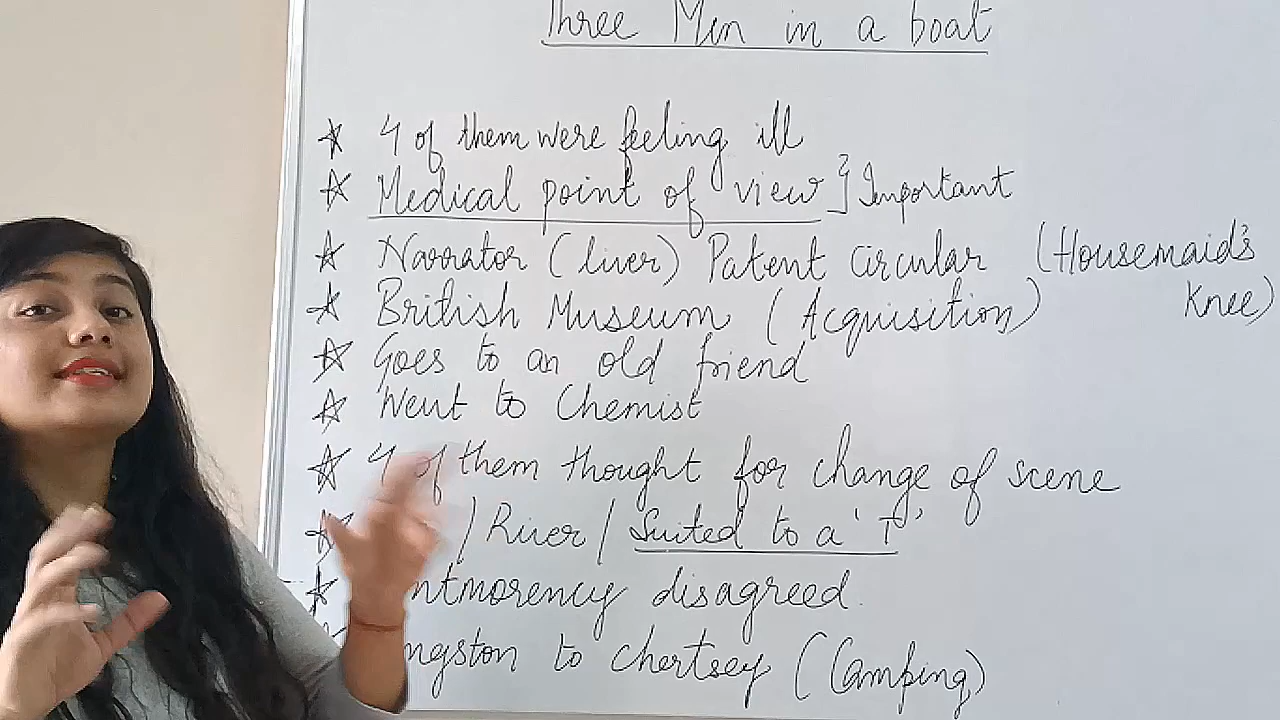 Three Men in a boat
☆ 4 of them were feeling ill
☆ Medical point of view } Important
☆ Narrator (liver) Patent circular (Housemaid's Knee)
☆ British Museum (Acquisition)
☆ Goes to an old friend
☆ Went to Chemist
☆ 4 of them thought for change of scene
☆ / River / Suited to a 'T'
☆ ntmorency disagreed.
ngston to Chertsey (Camping)